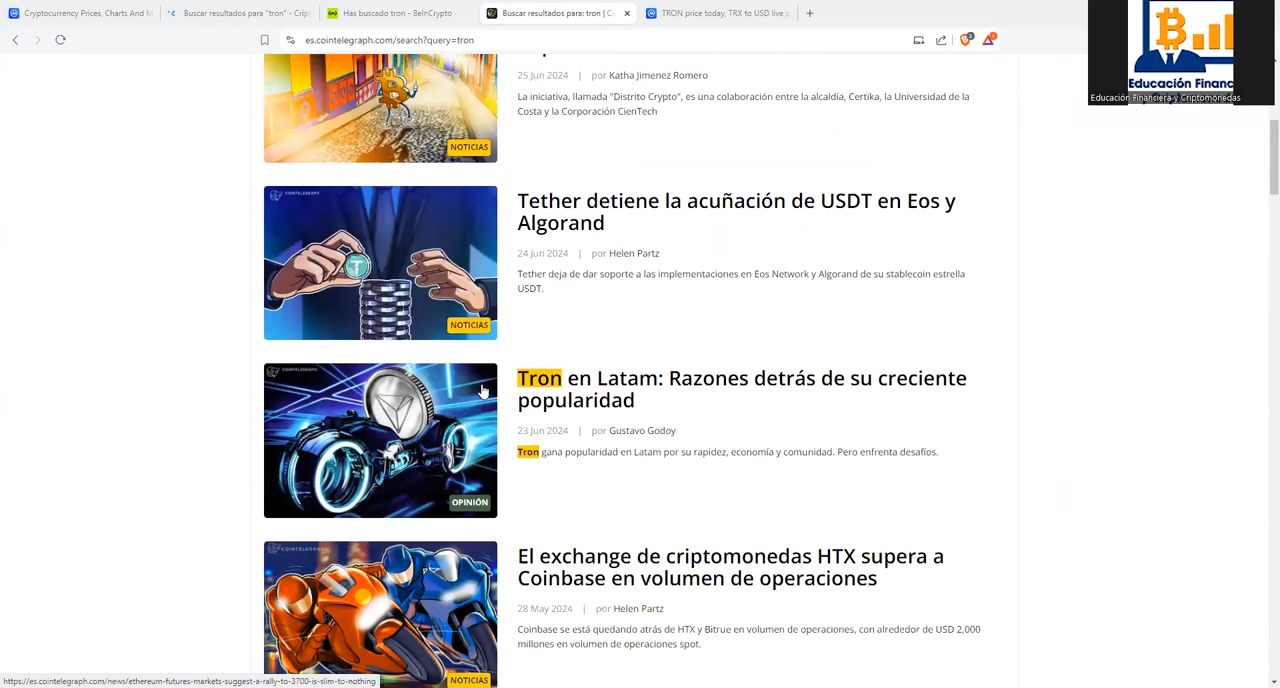 Cryptocurrency Prices, Charts And M
Buscar resultados para "tron" - Crip
Has buscado tron - BeInCrypto
Buscar resultados para: tron | C
TRON price today, TRX to USD live p
es.cointelegraph.com/search?query=tron
Educación Financ
Educación Financiera y Criptomonedas
25 Jun 2024 | por Katha Jimenez Romero
La iniciativa, llamada "Distrito Crypto", es una colaboración entre la alcaldía, Certika, la Universidad de la
Costa y la Corporación CienTech
NOTICIAS
COINTELEGRAPH
Tether detiene la acuñación de USDT en Eos y
Algorand
24 Jun 2024 | por Helen Partz
Tether deja de dar soporte a las implementaciones en Eos Network y Algorand de su stablecoin estrella
USDT.
NOTICIAS
COINTELEGRAPH
Tron en Latam: Razones detrás de su creciente
popularidad
23 Jun 2024 | por Gustavo Godoy
Tron gana popularidad en Latam por su rapidez, economía y comunidad. Pero enfrenta desafíos.
OPINIÓN
COINTELEGRAPH
El exchange de criptomonedas HTX supera a
Coinbase en volumen de operaciones
28 May 2024 | por Helen Partz
Coinbase se está quedando atrás de HTX y Bitrue en volumen de operaciones, con alrededor de USD 2,000
millones en volumen de operaciones spot.
NOTICIAS
https://es.cointelegraph.com/news/ethereum-futures-markets-suggest-a-rally-to-3700-is-slim-to-nothing